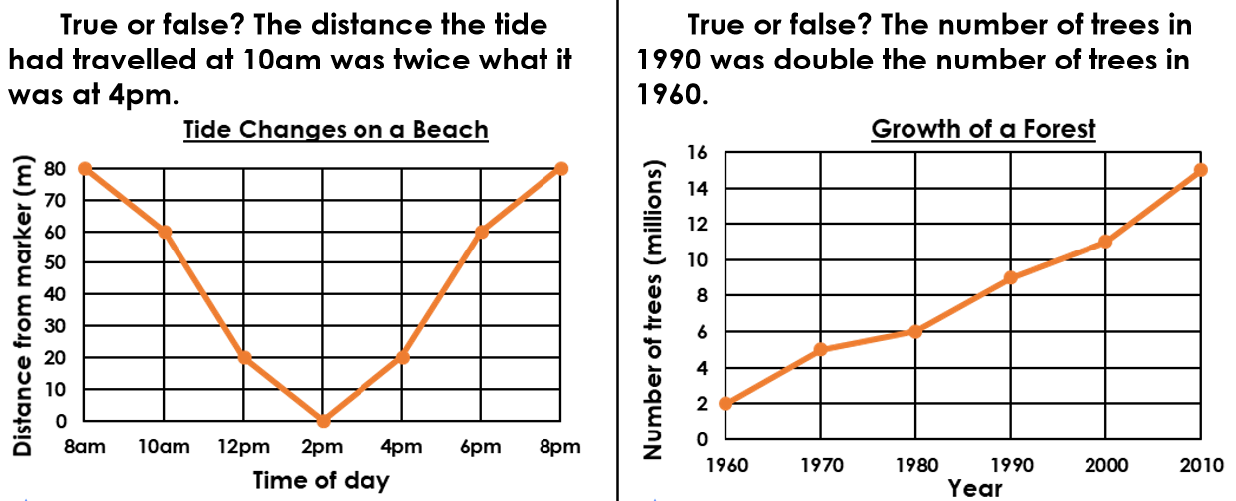 True or false? The distance the tide
had travelled at 10am was twice what it
was at 4pm.
Tide Changes on a Beach
Distance from marker (m)
80
70
60
50
40
30
20
10
0
8am 10am 12pm 2pm 4pm 6pm 8pm
Time of day
True or false? The number of trees in
1990 was double the number of trees in
1960.
Growth of a Forest
Number of trees (millions)
16
14
12
10
8
6
4
2
0
1960 1970 1980 1990 2000 2010
Year